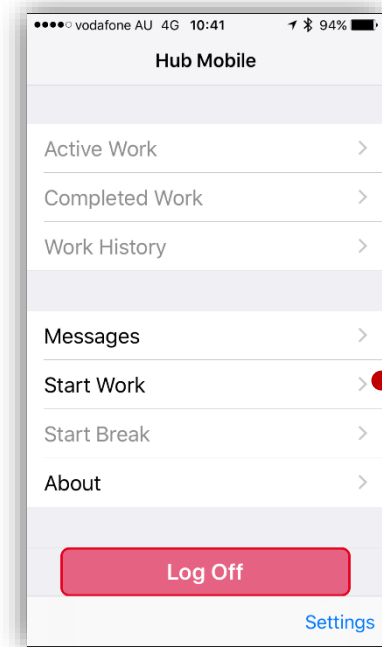 vodafone AU 4G 10:41 94%
Hub Mobile
Active Work
Completed Work
Work History
Messages
Start Work
Start Break
About
Log Off
Settings